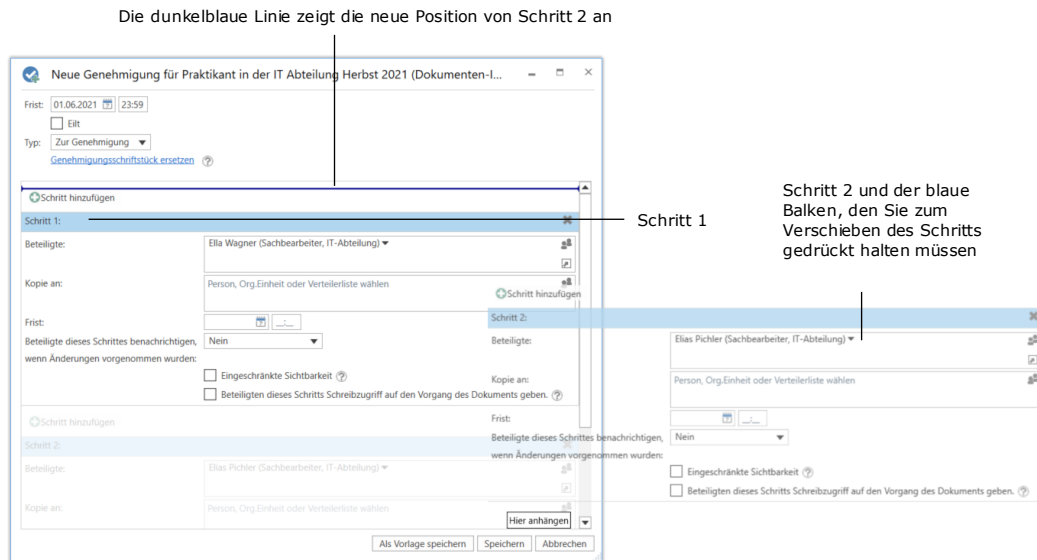 Die dunkelblaue Linie zeigt die neue Position von Schritt 2 an
Neue Genehmigung für Praktikant in der IT Abteilung Herbst 2021 (Dokumenten-I...
Frist: 01.06.2021 23:59
Eilt
Typ: Zur Genehmigung
Genehmigungsschriftstück ersetzen
Schritt hinzufügen
Schritt 1:
Beteiligte: Ella Wagner (Sachbearbeiter, IT-Abteilung)
Kopie an: Person, Org.Einheit oder Verteilerliste wählen
Frist: __:__
Beteiligte dieses Schrittes benachrichtigen, Nein
wenn Änderungen vorgenommen wurden:
Eingeschränkte Sichtbarkeit
Beteiligten dieses Schritts Schreibzugriff auf den Vorgang des Dokuments geben.
Schritt hinzufügen
Schritt 2:
Beteiligte: Elias Pichler (Sachbearbeiter, IT-Abteilung)
Kopie an: Person, Org.Einheit oder Verteilerliste wählen
Hier anhängen
Als Vorlage speichern Speichern Abbrechen
Schritt 1
Schritt 2 und der blaue
Balken, den Sie zum
Verschieben des Schritts
gedrückt halten müssen
Schritt hinzufügen
Schritt 2:
Beteiligte: Elias Pichler (Sachbearbeiter, IT-Abteilung)
Kopie an: Person, Org.Einheit oder Verteilerliste wählen
Frist: __:__
Beteiligte dieses Schrittes benachrichtigen, Nein
wenn Änderungen vorgenommen wurden:
Eingeschränkte Sichtbarkeit
Beteiligten dieses Schritts Schreibzugriff auf den Vorgang des Dokuments geben.